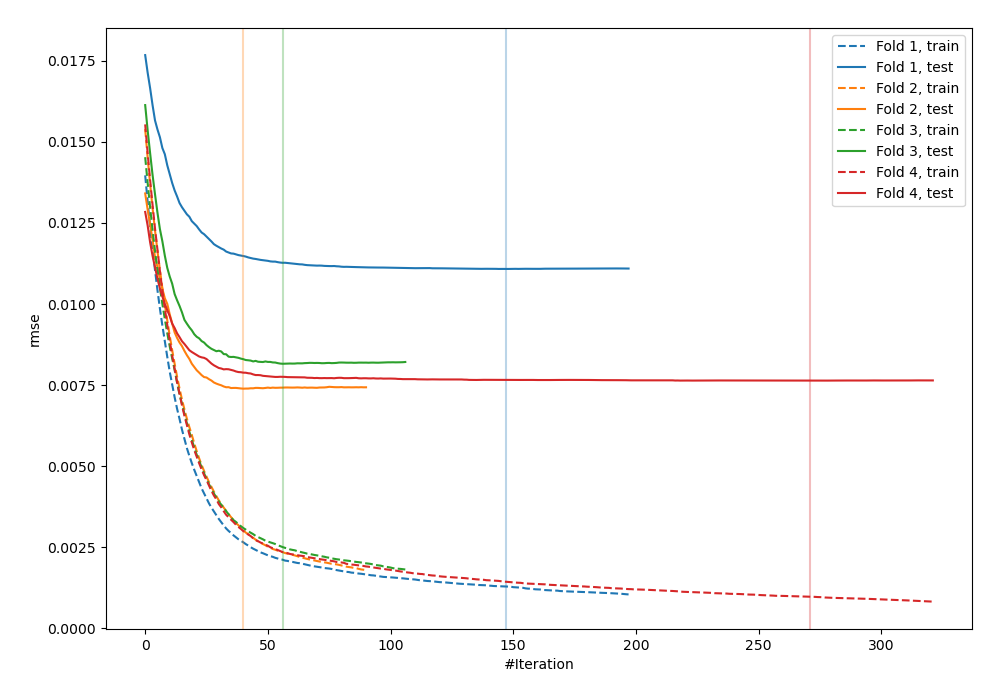 0.0175
0.0150
0.0125
0.0100
0.0075
0.0050
0.0025
0.0000
rmse
0 50 100 150 200 250 300
#Iteration
Fold 1, train
Fold 1, test
Fold 2, train
Fold 2, test
Fold 3, train
Fold 3, test
Fold 4, train
Fold 4, test